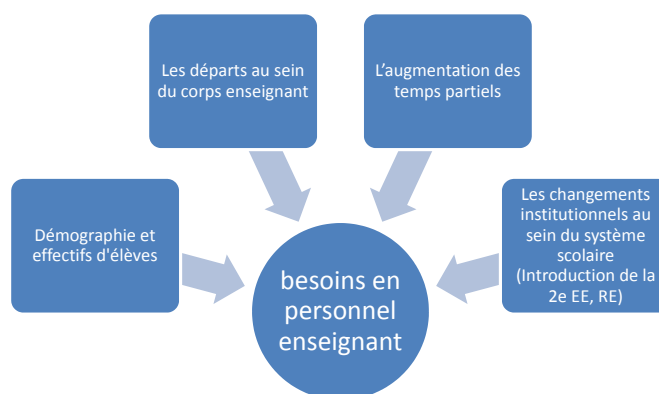 Les départs au sein
du corps enseignant
L'augmentation des
temps partiels
Démographie et
effectifs d'élèves
Les changements
institutionnels au
sein du système
scolaire
(Introduction de la
2e EE, RE)
besoins en
personnel
enseignant